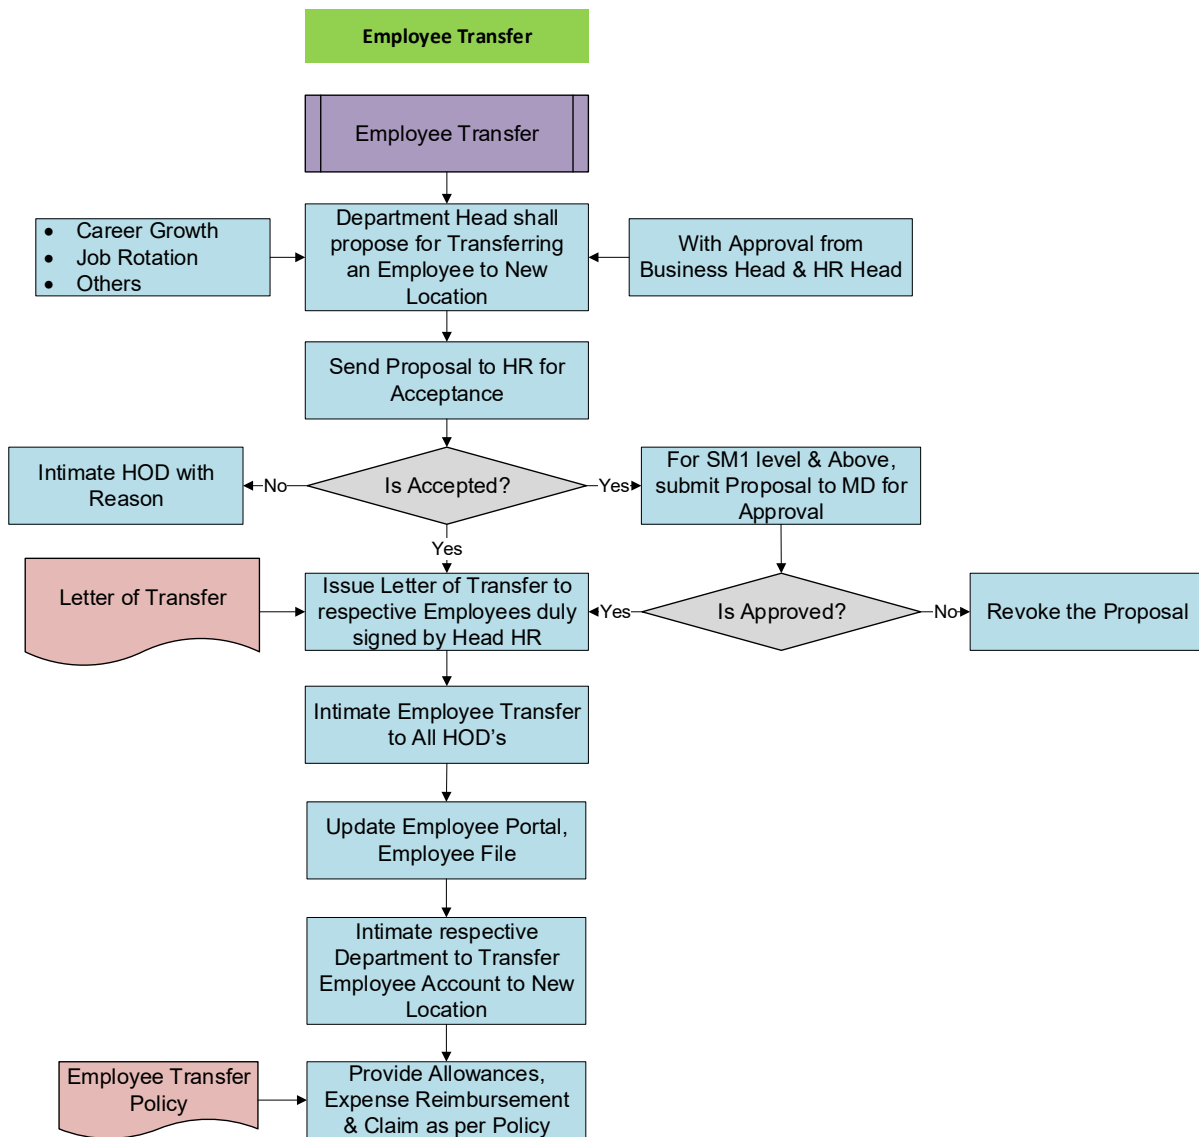 Employee Transfer
Employee Transfer
• Career Growth
• Job Rotation
• Others
Department Head shall
propose for Transferring
an Employee to New
Location
With Approval from
Business Head & HR Head
Send Proposal to HR for
Acceptance
Intimate HOD with
Reason
No
Is Accepted?
Yes
For SM1 level & Above,
submit Proposal to MD for
Approval
Yes
Letter of Transfer
Issue Letter of Transfer to
respective Employees duly
signed by Head HR
Yes
Is Approved?
No
Revoke the Proposal
Intimate Employee Transfer
to All HOD’s
Update Employee Portal,
Employee File
Intimate respective
Department to Transfer
Employee Account to New
Location
Employee Transfer
Policy
Provide Allowances,
Expense Reimbursement
& Claim as per Policy